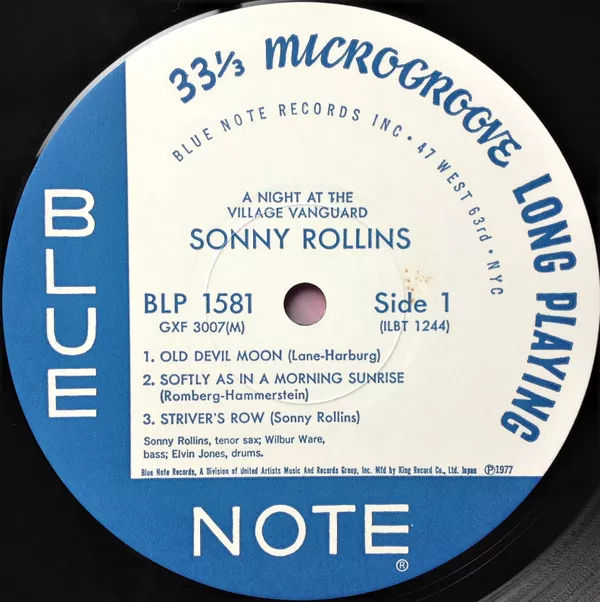 33⅓ MICROGROOVE LONG PLAYING
BLUE NOTE RECORDS INC • 47 WEST 63rd • NYC
A NIGHT AT THE
VILLAGE VANGUARD
SONNY ROLLINS
BLP 1581
GXF 3007(M)
Side 1
(ILBT 1244)
1. OLD DEVIL MOON (Lane-Harburg)
2. SOFTLY AS IN A MORNING SUNRISE
(Romberg-Hammerstein)
3. STRIVER'S ROW (Sonny Rollins)
Sonny Rollins, tenor sax; Wilbur Ware,
bass; Elvin Jones, drums.
Blue Note Records, A Division of United Artists Music And Records Group, Inc. Mfd by King Record Co., Ltd. Japan Ⓟ1977
BLUE
NOTE®